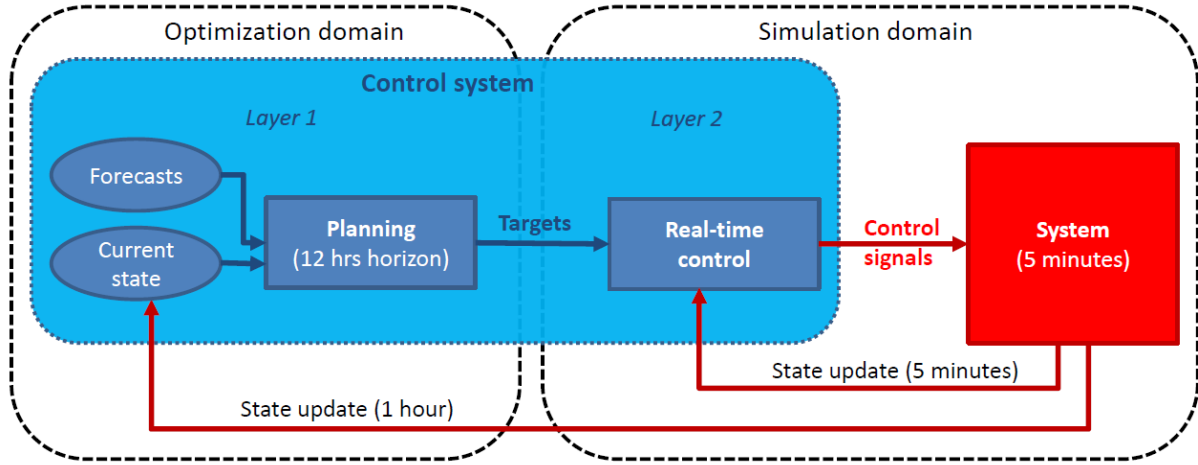 Optimization domain
Simulation domain
Control system
Layer 1
Layer 2
Forecasts
Current
state
Planning
(12 hrs horizon)
Targets
Real-time
control
Control
signals
System
(5 minutes)
State update (5 minutes)
State update (1 hour)